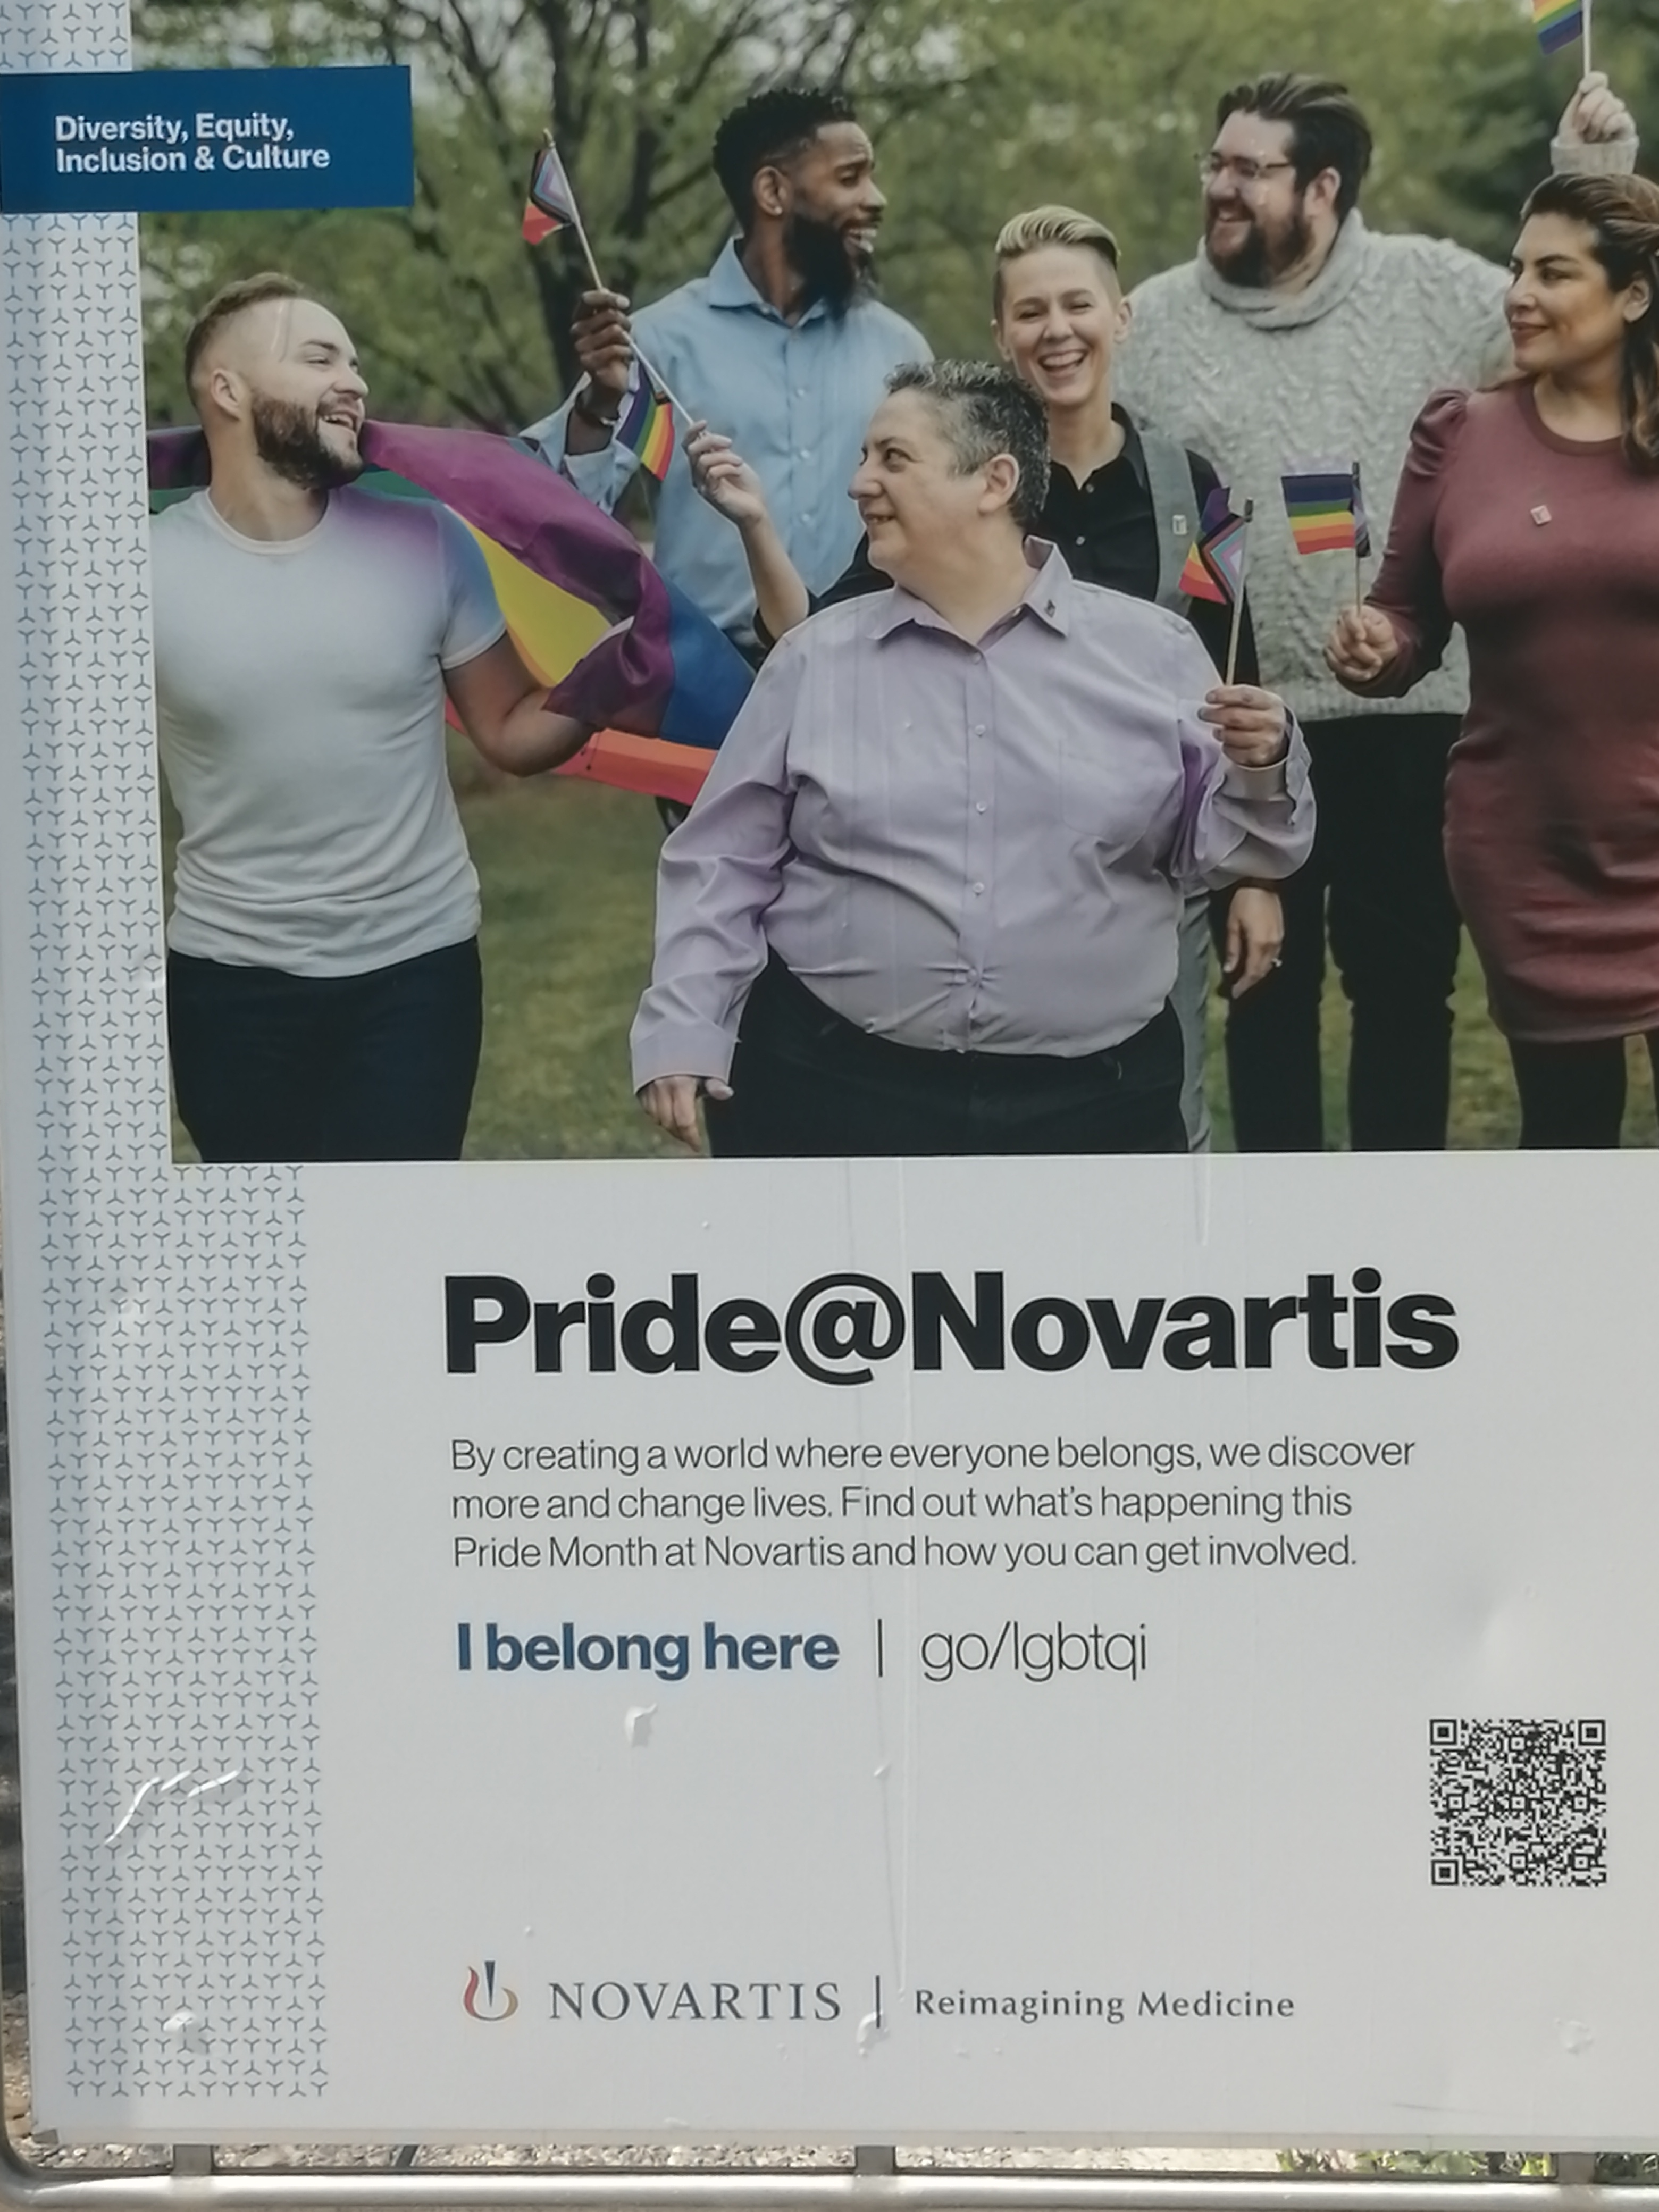 Diversity, Equity,
Inclusion & Culture
Pride@Novartis
By creating a world where everyone belongs, we discover
more and change lives. Find out what's happening this
Pride Month at Novartis and how you can get involved.
I belong here | go/lgbtqi
NOVARTIS | Reimagining Medicine